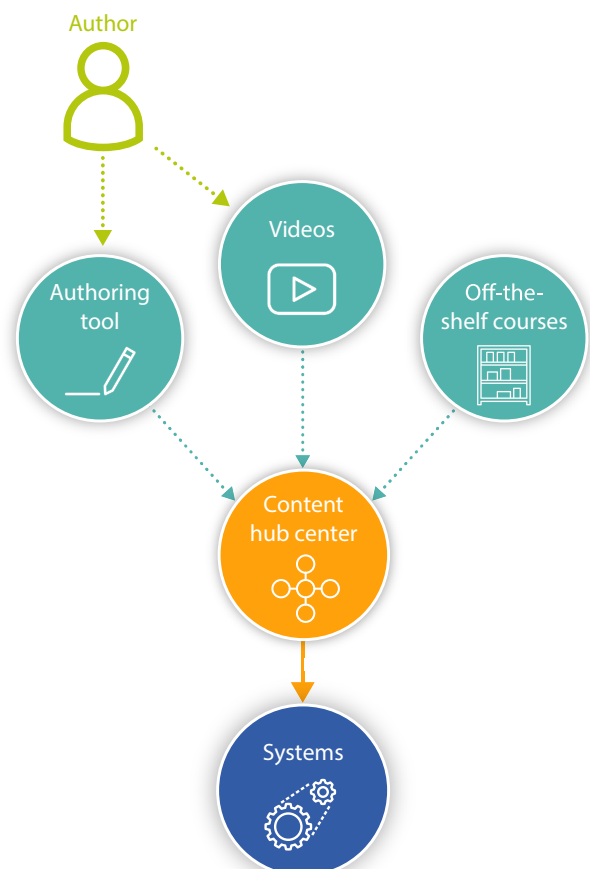 Author
Videos
Authoring
tool
Off-the-
shelf courses
Content
hub center
Systems